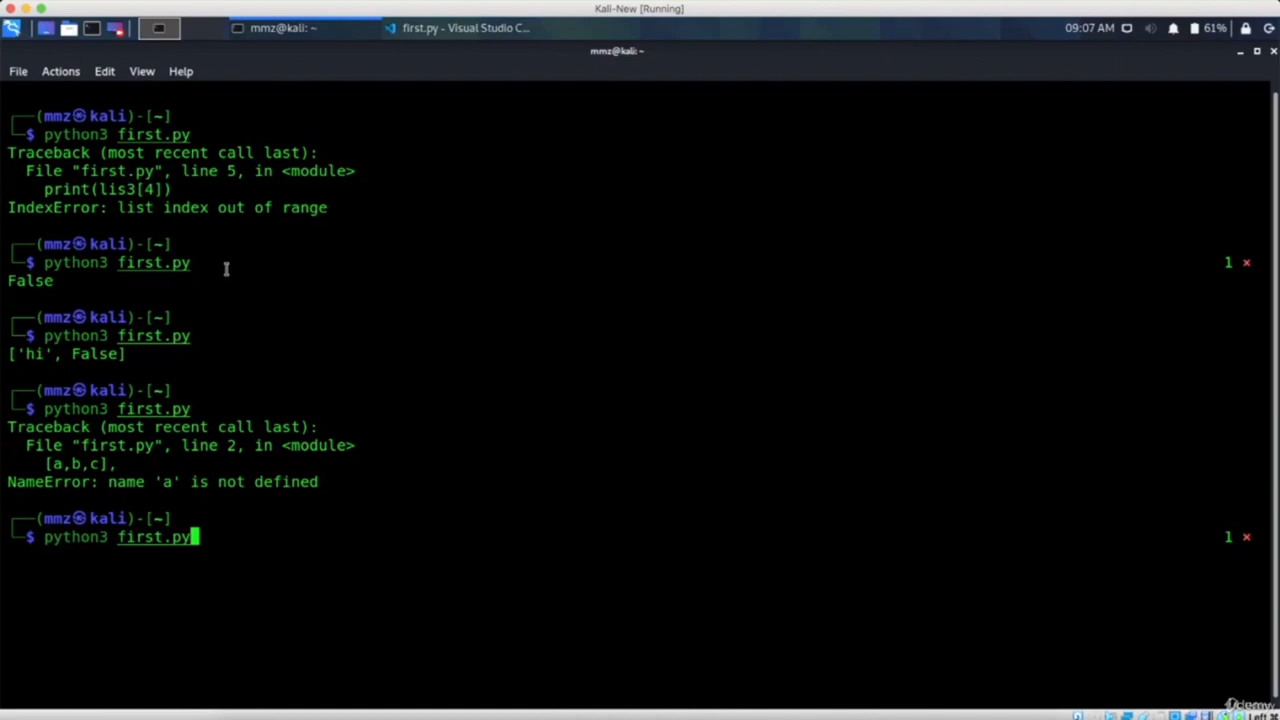 Kali-New [Running]
mmz@kali: ~
first.py - Visual Studio C...
09:07 AM
61%
mmz@kali:~
File Actions Edit View Help
(mmz㉿kali)-[~]
$ python3 first.py
Traceback (most recent call last):
File "first.py", line 5, in <module>
print(lis3[4])
IndexError: list index out of range
(mmz㉿kali)-[~]
$ python3 first.py 1 ×
False
(mmz㉿kali)-[~]
$ python3 first.py
['hi', False]
(mmz㉿kali)-[~]
$ python3 first.py
Traceback (most recent call last):
File "first.py", line 2, in <module>
[a,b,c],
NameError: name 'a' is not defined
(mmz㉿kali)-[~]
$ python3 first.py 1 ×
Udemy
Left ⌘